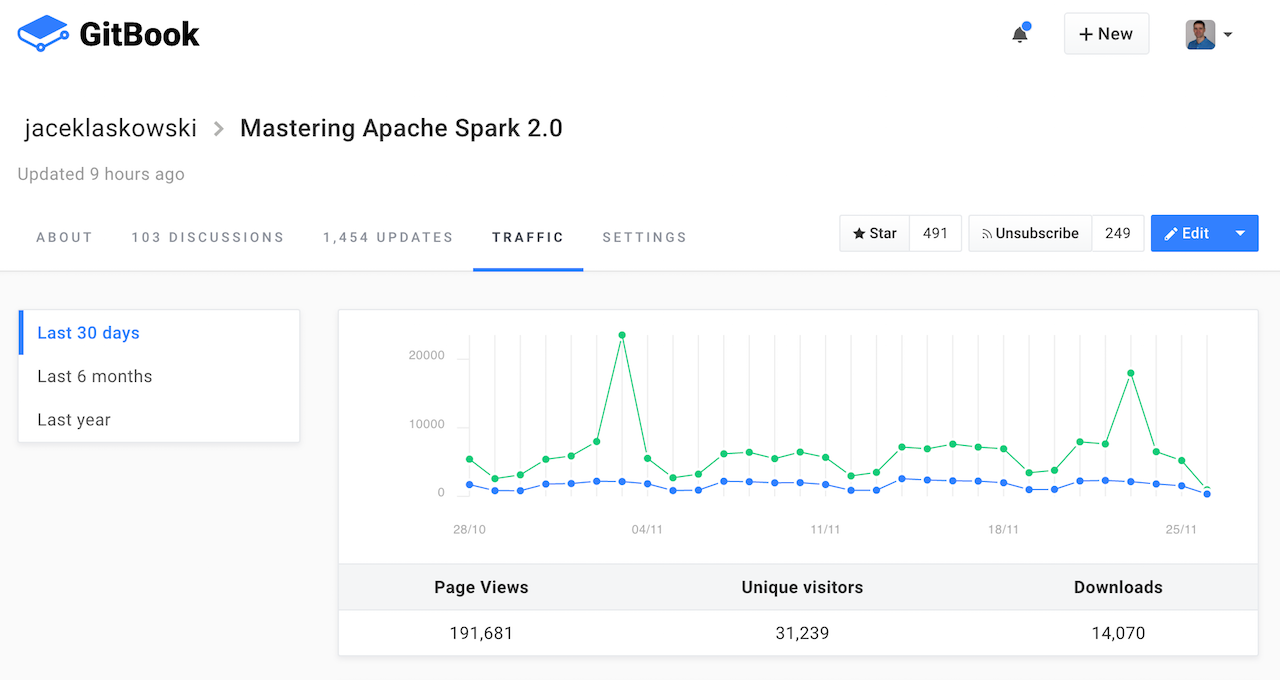 GitBook
+ New
jaceklaskowski > Mastering Apache Spark 2.0
Updated 9 hours ago
ABOUT 103 DISCUSSIONS 1,454 UPDATES TRAFFIC SETTINGS
Star 491 Unsubscribe 249 Edit
Last 30 days
Last 6 months
Last year
20000
10000
0
28/10 04/11 11/11 18/11 25/11
Page Views Unique visitors Downloads
191,681 31,239 14,070